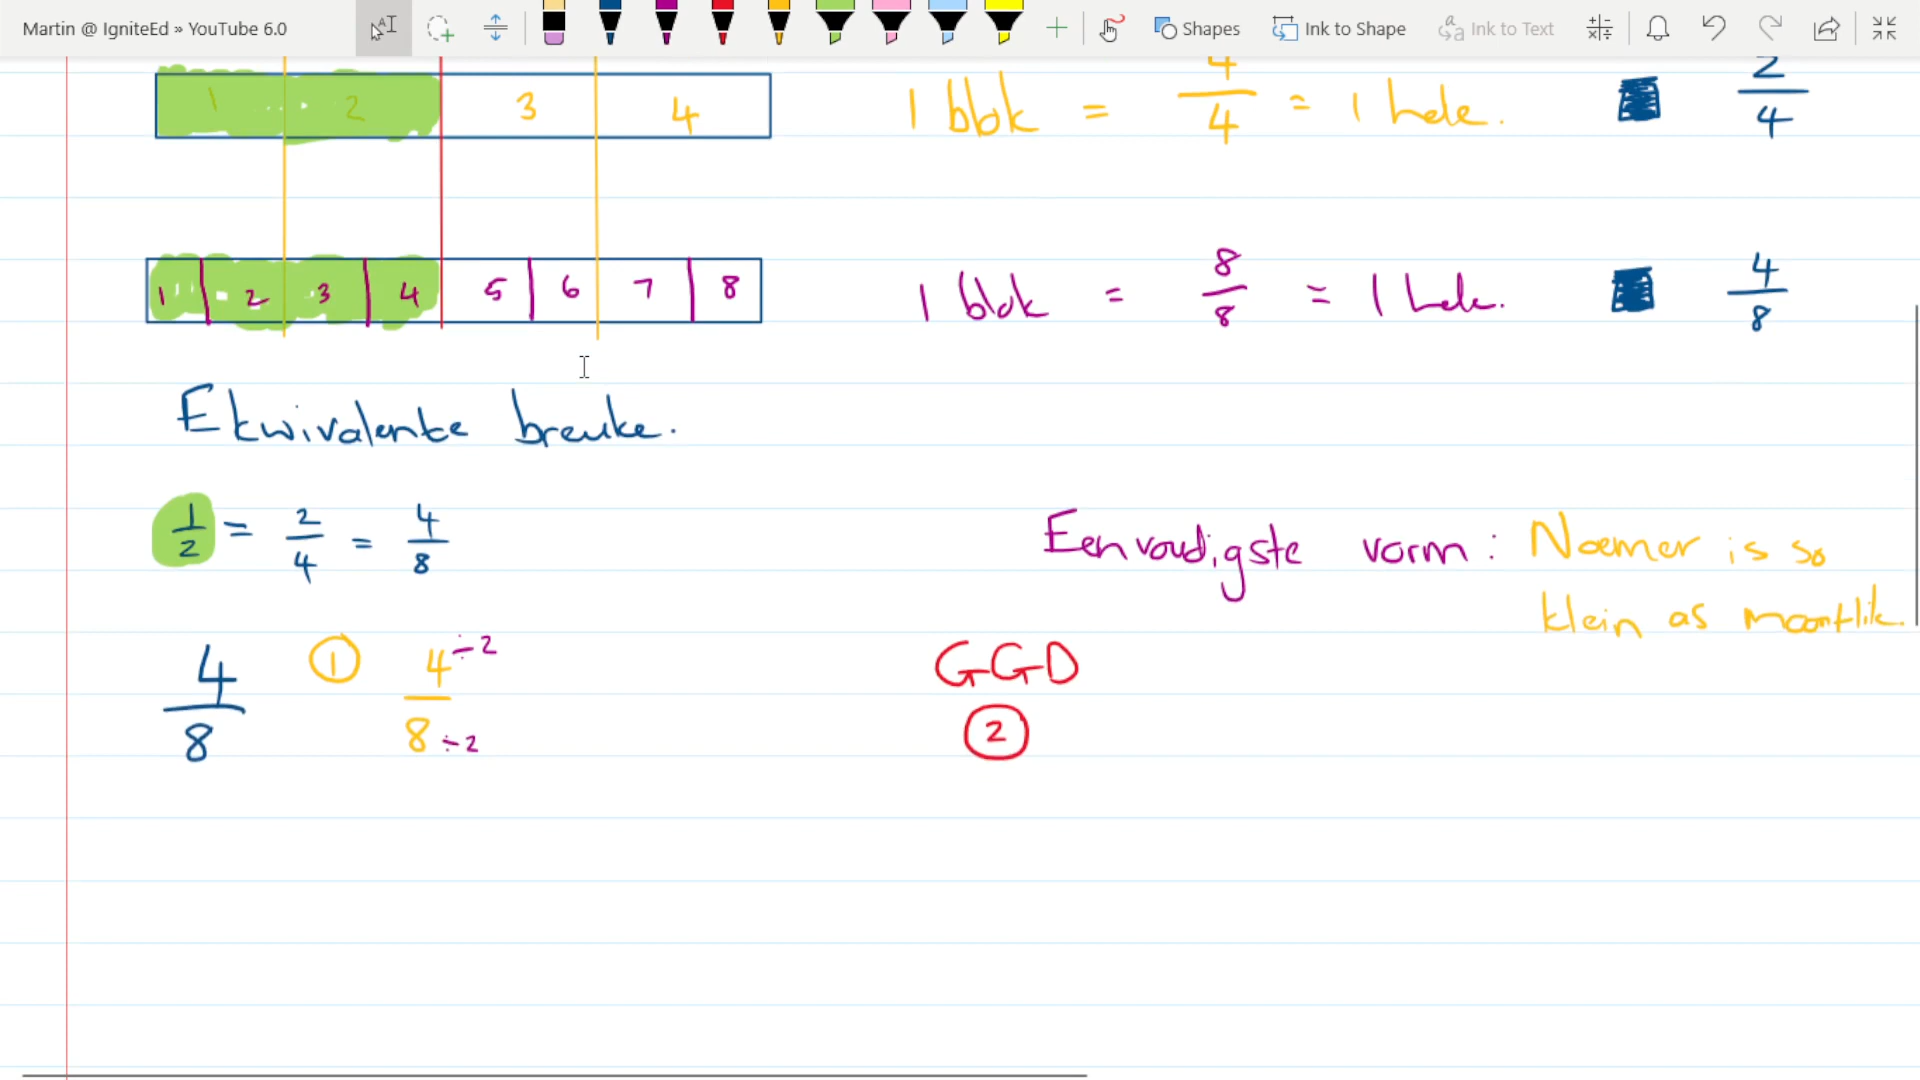 Martin @ IgniteEd » YouTube 6.0
Shapes
Ink to Shape
Ink to Text
1 2 3 4
1 blok = 4/4 = 1 hele.
2/4
1 2 3 4 5 6 7 8
1 blok = 8/8 = 1 hele.
4/8
Ekwivalente breuke.
1/2 = 2/4 = 4/8
Eenvoudigste vorm : Noemer is so
klein as moontlik.
4/8 ① 4÷2/8÷2
GGD
②